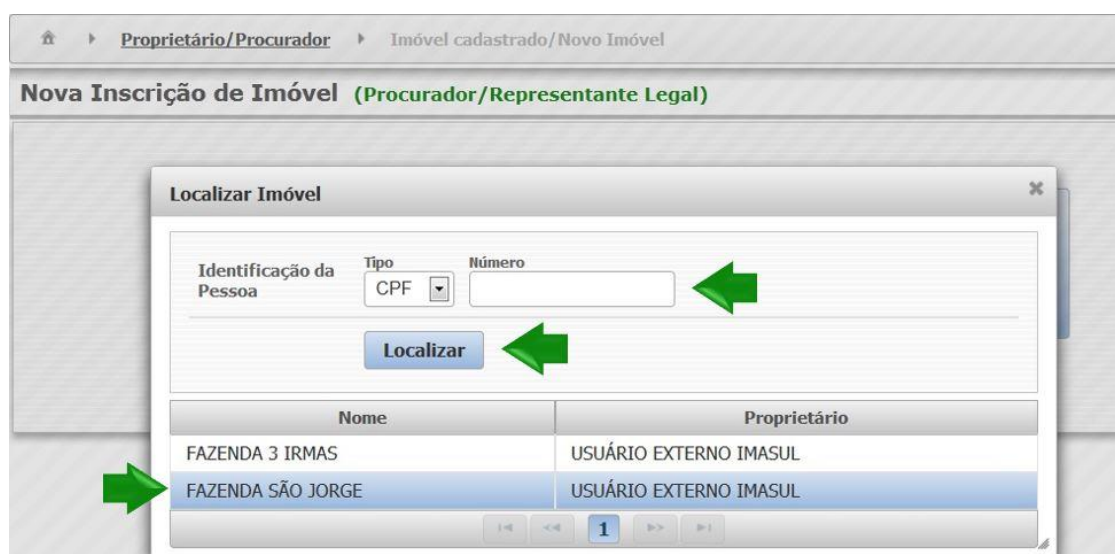 Proprietário/Procurador Imóvel cadastrado/Novo Imóvel
Nova Inscrição de Imóvel (Procurador/Representante Legal)
Localizar Imóvel
Identificação da Pessoa
Tipo Número
CPF
Localizar
Nome Proprietário
FAZENDA 3 IRMAS USUÁRIO EXTERNO IMASUL
FAZENDA SÃO JORGE USUÁRIO EXTERNO IMASUL
1